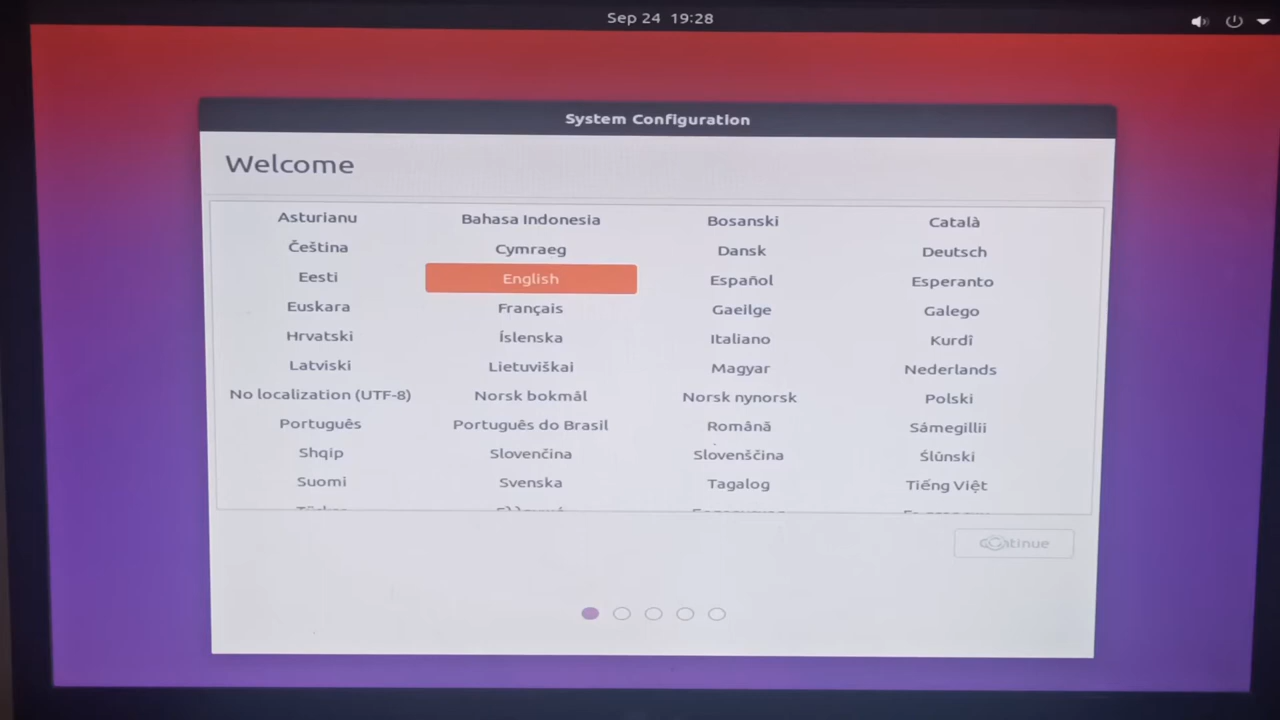 Sep 24 19:28
System Configuration
Welcome
Asturianu Bahasa Indonesia Bosanski Català
Čeština Cymraeg Dansk Deutsch
Eesti English Español Esperanto
Euskara Français Gaeilge Galego
Hrvatski Íslenska Italiano Kurdî
Latviski Lietuviškai Magyar Nederlands
No localization (UTF-8) Norsk bokmål Norsk nynorsk Polski
Português Português do Brasil Română Sámegillii
Shqip Slovenčina Slovenščina Ślůnski
Suomi Svenska Tagalog Tiếng Việt
Continue